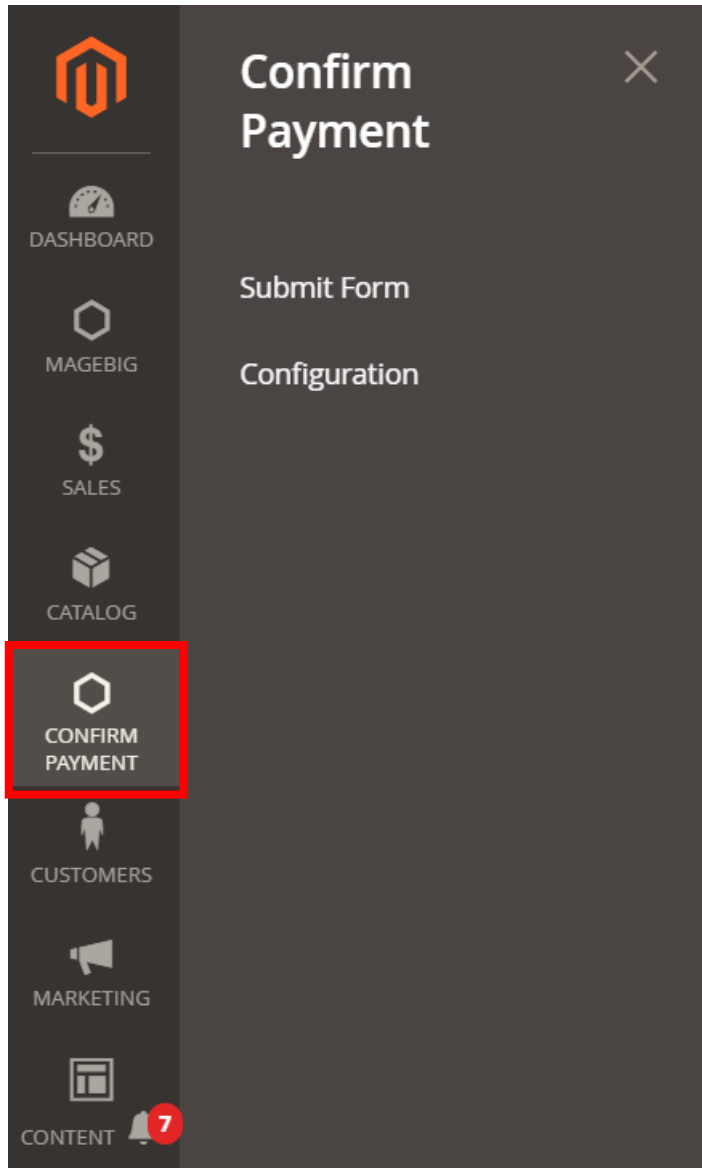 Confirm
Payment
Submit Form
Configuration
DASHBOARD
MAGEBIG
SALES
CATALOG
CONFIRM
PAYMENT
CUSTOMERS
MARKETING
CONTENT
7